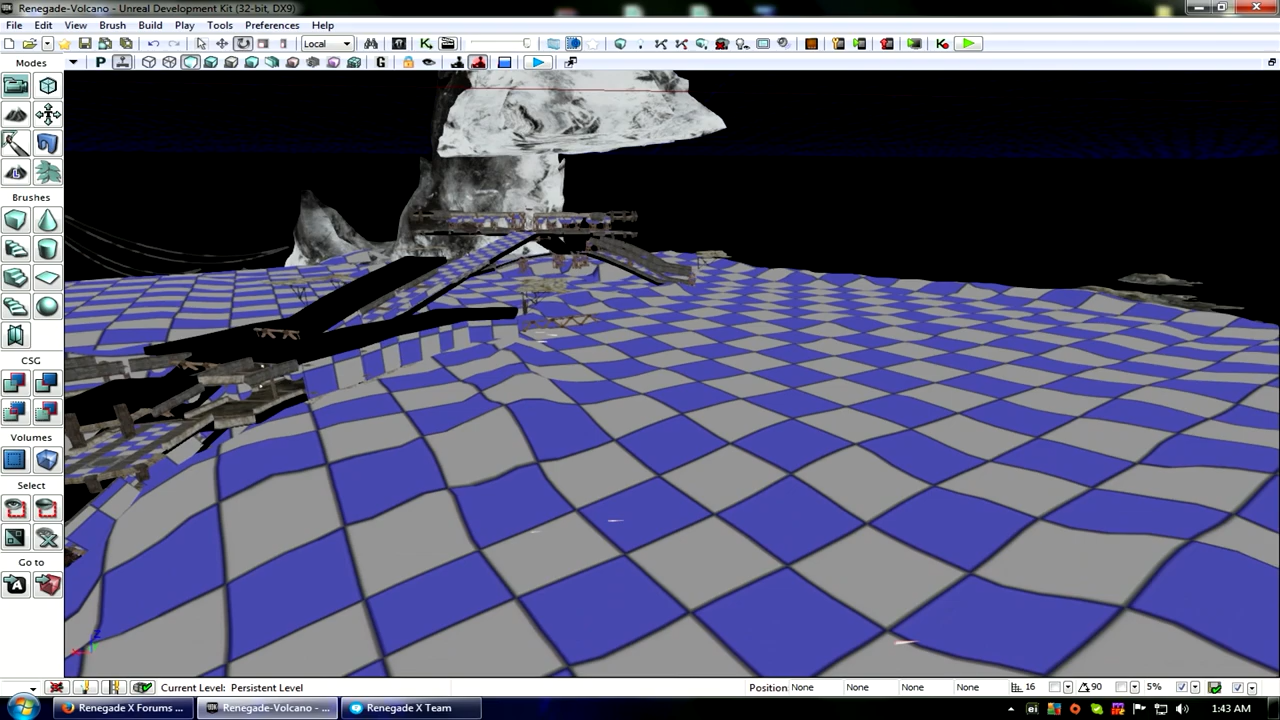 Renegade-Volcano - Unreal Development Kit (32-bit, DX9)
File Edit View Brush Build Play Tools Preferences Help
Local
Modes
P
G
Brushes
CSG
Volumes
Select
Go to
Z
Current Level: Persistent Level
Position: None None None None
16
90
5%
Renegade X Forums ...
Renegade-Volcano - ...
Renegade X Team
1:43 AM